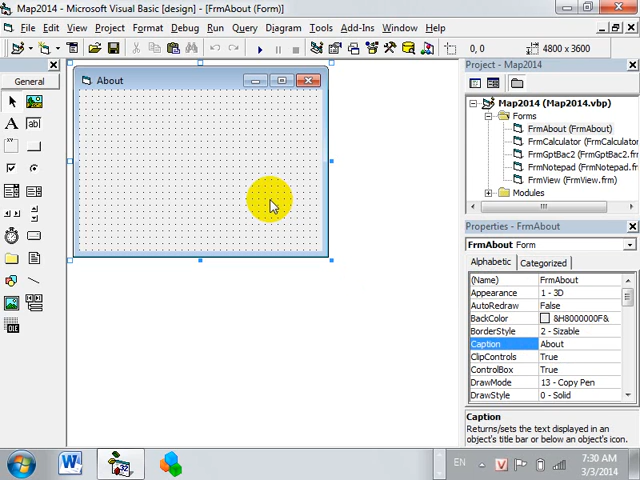 Map2014 - Microsoft Visual Basic [design] - [FrmAbout (Form)]
File Edit View Project Format Debug Run Query Diagram Tools Add-Ins Window Help
0, 0 4800 x 3600
General
A ab|
OLE
About
Project - Map2014
Map2014 (Map2014.vbp)
Forms
FrmAbout (FrmAbout)
FrmCalculator (FrmCalculator.
FrmGptBac2 (FrmGptBac2.frm
FrmNotepad (FrmNotepad.frm
FrmView (FrmView.frm)
Modules
Properties - FrmAbout
FrmAbout Form
Alphabetic Categorized
(Name) FrmAbout
Appearance 1 - 3D
AutoRedraw False
BackColor &H8000000F&
BorderStyle 2 - Sizable
Caption About
ClipControls True
ControlBox True
DrawMode 13 - Copy Pen
DrawStyle 0 - Solid
Caption
Returns/sets the text displayed in an
object's title bar or below an object's icon.
W 32 EN V 7:30 AM
3/3/2014